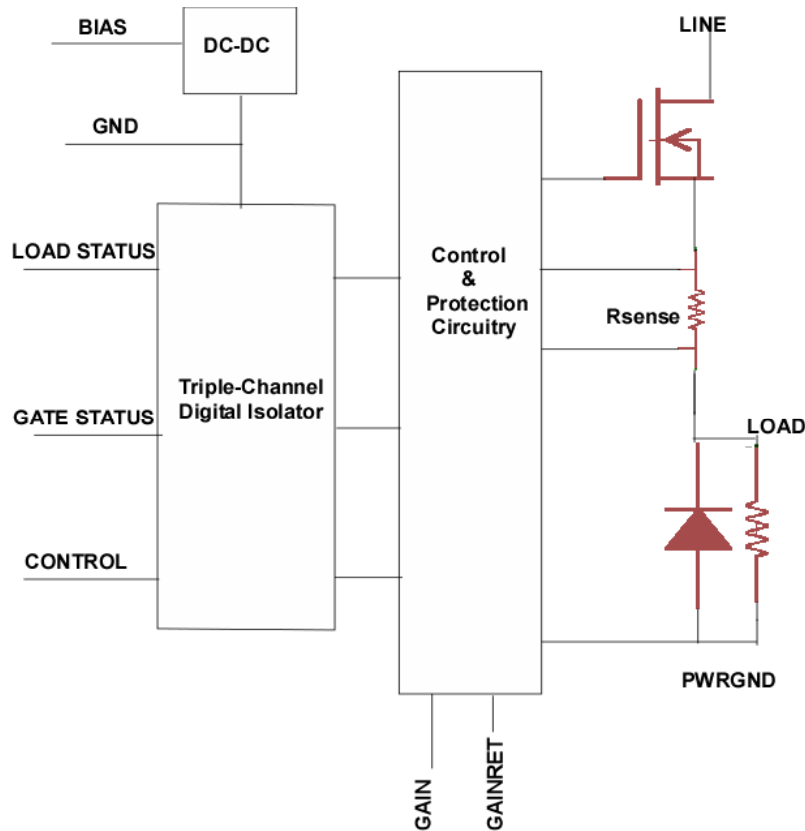 BIAS
DC-DC
LINE
GND
LOAD STATUS
Control
&
Protection
Circuitry
Rsense
Triple-Channel
Digital Isolator
GATE STATUS
LOAD
CONTROL
PWRGND
GAIN
GAINRET